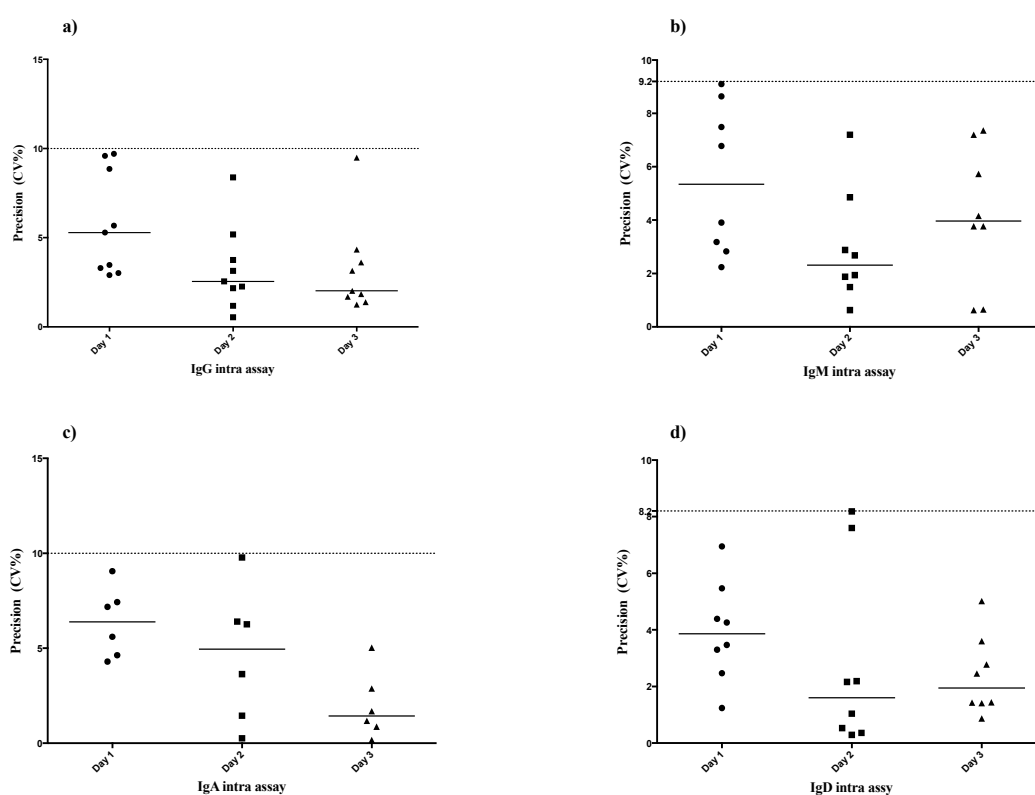 a)
15
10
5
0
Precision (CV%)
Day 1
Day 2
Day 3
IgG intra assay
b)
10
9.2
8
6
4
2
0
Precision (CV%)
Day 1
Day 2
Day 3
IgM intra assay
c)
15
10
5
0
Precision (CV%)
Day 1
Day 2
Day 3
IgA intra assay
d)
10
8.2
8
6
4
2
0
Precision (CV%)
Day 1
Day 2
Day 3
IgD intra assay